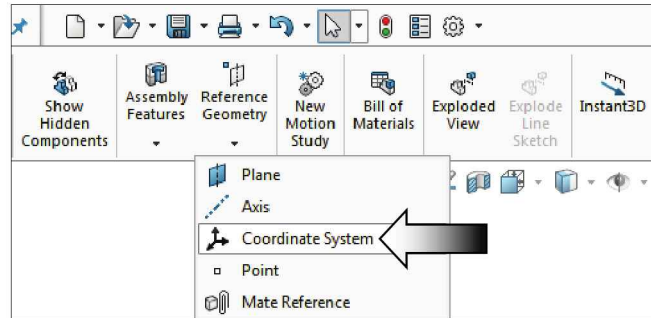 Show
Hidden
Components
Assembly
Features
Reference
Geometry
New
Motion
Study
Bill of
Materials
Exploded
View
Explode
Line
Sketch
Instant3D
Plane
Axis
Coordinate System
Point
Mate Reference